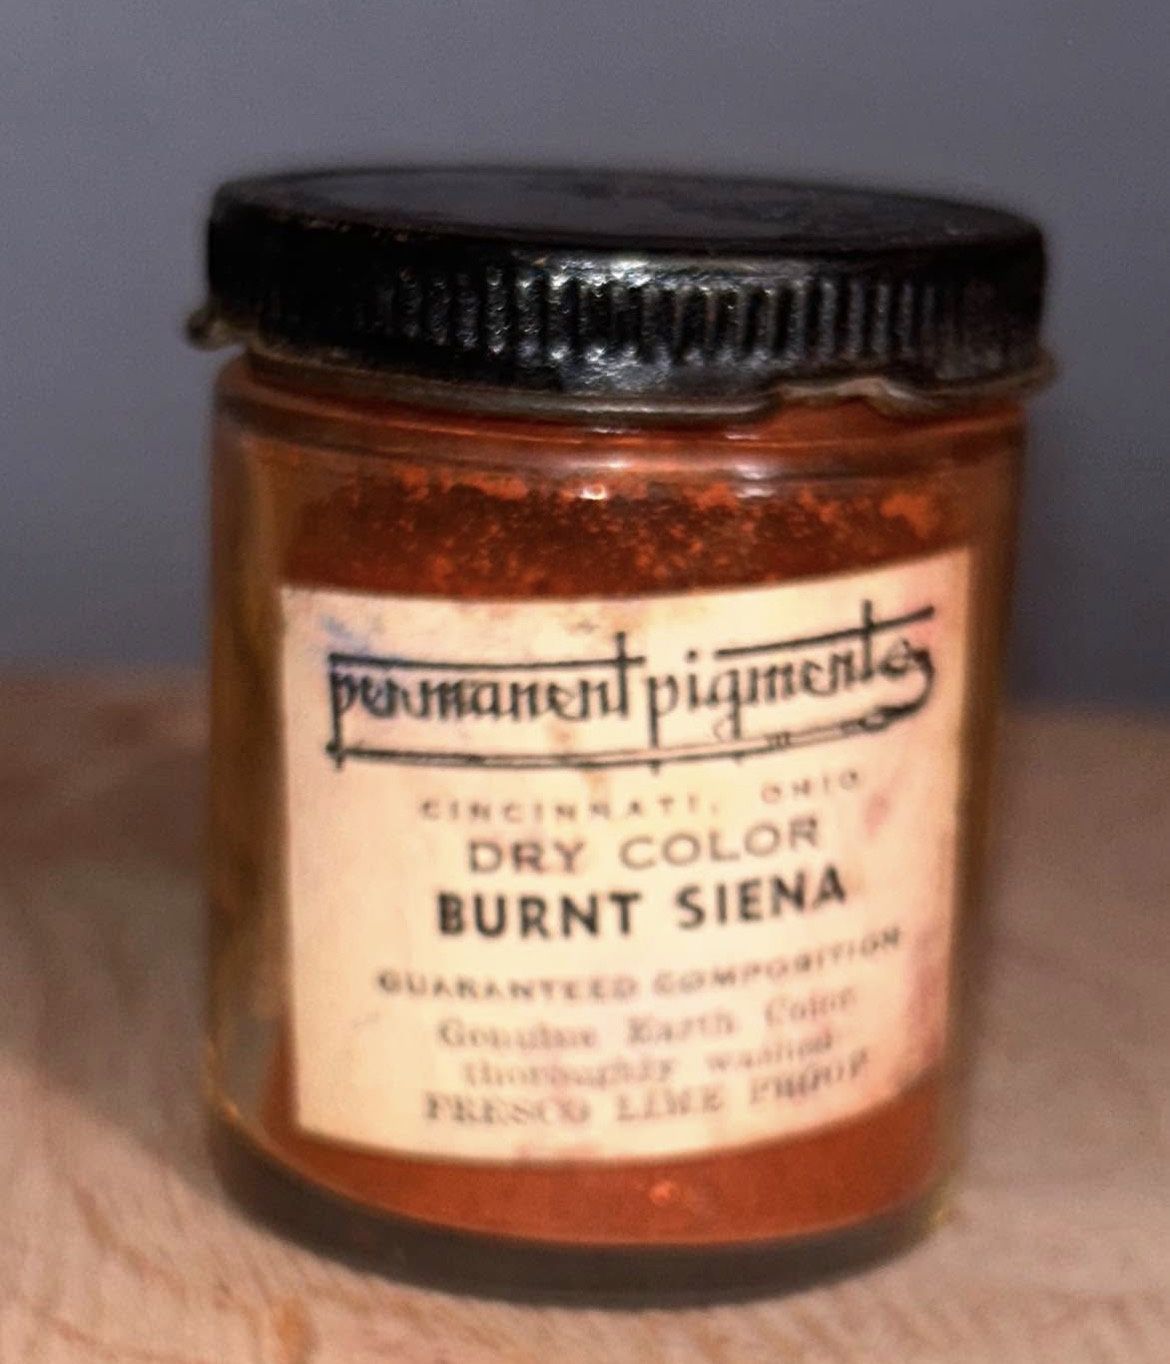 permanent pigments
CINCINNATI, OHIO
DRY COLOR
BURNT SIENA
GUARANTEED COMPOSITION
Genuine Earth Color
thoroughly washed
FRESCO LIME PROOF